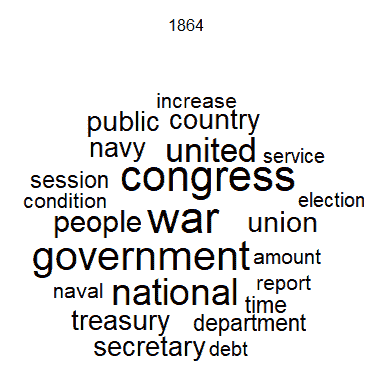 1864
increase
public country
navy united service
session congress
condition election
people war union
government amount
naval national report
time
treasury department
secretary debt